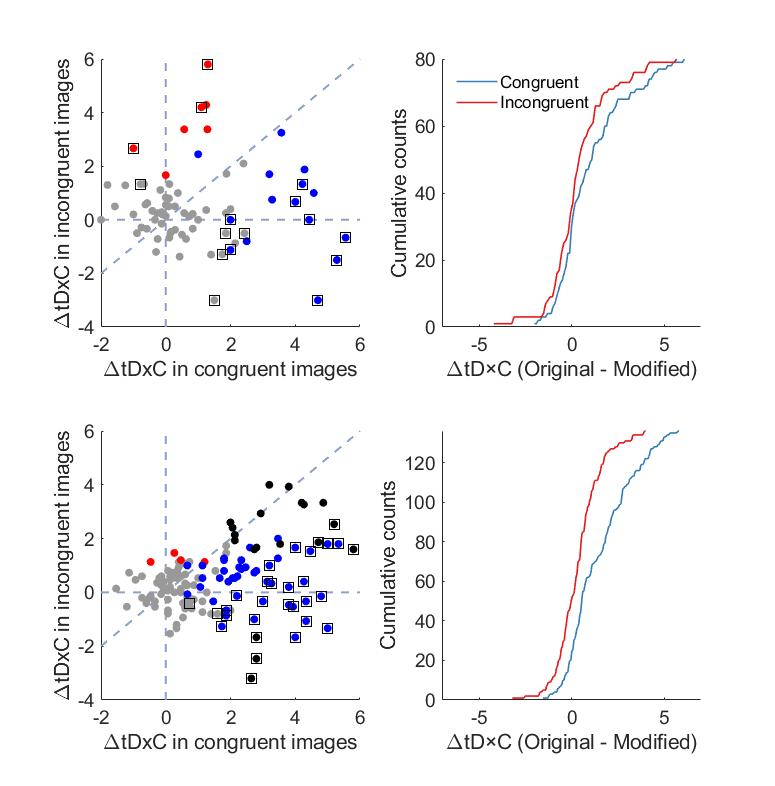 6
4
2
0
-2
-4
-2 0 2 4 6
ΔtDxC in incongruent images
ΔtDxC in congruent images
80
60
40
20
0
-5 0 5
Cumulative counts
Congruent
Incongruent
ΔtD×C (Original - Modified)
6
4
2
0
-2
-4
-2 0 2 4 6
ΔtDxC in incongruent images
ΔtDxC in congruent images
120
100
80
60
40
20
0
-5 0 5
Cumulative counts
ΔtD×C (Original - Modified)